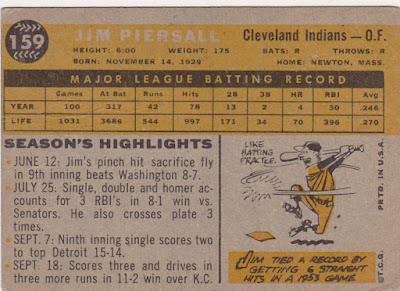 159
JIM PIERSALL
Cleveland Indians — O.F.
HEIGHT: 6:00 WEIGHT: 175 BATS: R THROWS: R
BORN: NOVEMBER 14, 1929 HOME: NEWTON, MASS.
MAJOR LEAGUE BATTING RECORD
Games At Bat Runs Hits 2B 3B HR RBI Avg.
YEAR 100 317 42 78 13 2 4 30 .246
LIFE 1031 3686 544 997 171 34 70 396 .270
SEASON'S HIGHLIGHTS
• JUNE 12: Jim's pinch hit sacrifice fly
in 9th inning beats Washington 8-7.
• JULY 25: Single, double and homer ac
counts for 3 RBI's in 8-1 win vs.
Senators. He also crosses plate 3
times.
• SEPT. 7: Ninth inning single scores two
to top Detroit 15-14.
• SEPT. 18: Scores three and drives in
three more runs in 11-2 win over K.C.
LIKE
BATTING
PRACTICE.
JIM TIED A RECORD BY
GETTING 6 STRAIGHT
HITS IN A 1953 GAME.
©T.C.G. PRTD. IN U.S.A.